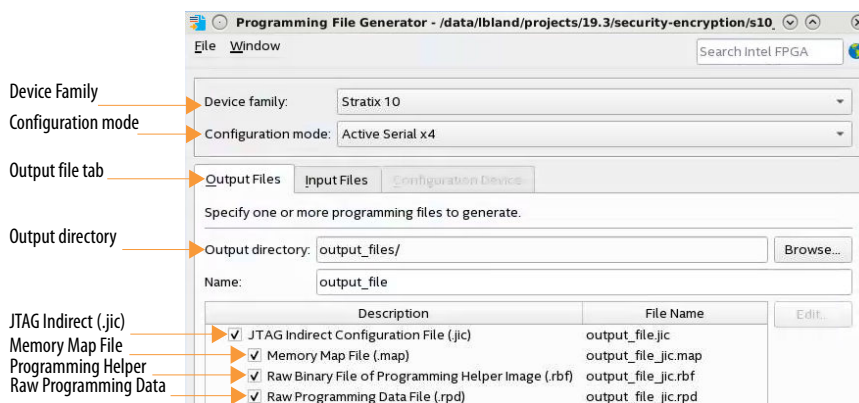 Programming File Generator - /data/lbland/projects/19.3/security-encryption/s10_
File Window
Search Intel FPGA
Device Family
Device family: Stratix 10
Configuration mode
Configuration mode: Active Serial x4
Output file tab
Output Files Input Files Configuration Device
Specify one or more programming files to generate.
Output directory
Output directory: output_files/ Browse...
Name: output_file
Description File Name Edit..
JTAG Indirect (.jic)
JTAG Indirect Configuration File (.jic) output_file.jic
Memory Map File
Memory Map File (.map) output_file_jic.map
Programming Helper
Raw Binary File of Programming Helper Image (.rbf) output_file_jic.rbf
Raw Programming Data
Raw Programming Data File (.rpd) output_file_jic.rpd